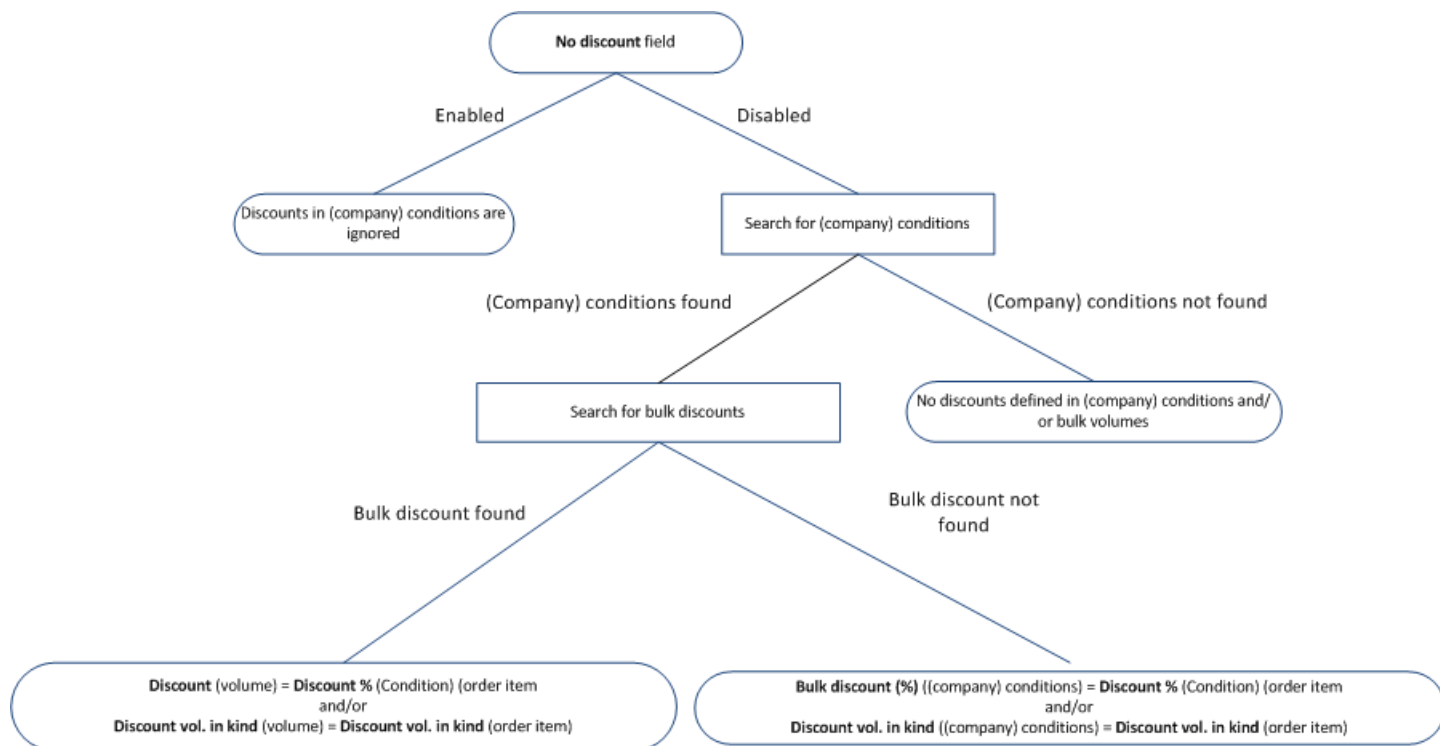 No discount field
Enabled
Disabled
Discounts in (company) conditions are
ignored
Search for (company) conditions
(Company) conditions found
(Company) conditions not found
Search for bulk discounts
No discounts defined in (company) conditions and/
or bulk volumes
Bulk discount found
Bulk discount not
found
Discount (volume) = Discount % (Condition) (order item
and/or
Discount vol. in kind (volume) = Discount vol. in kind (order item)
Bulk discount (%) ((company) conditions) = Discount % (Condition) (order item
and/or
Discount vol. in kind ((company) conditions) = Discount vol. in kind (order item)